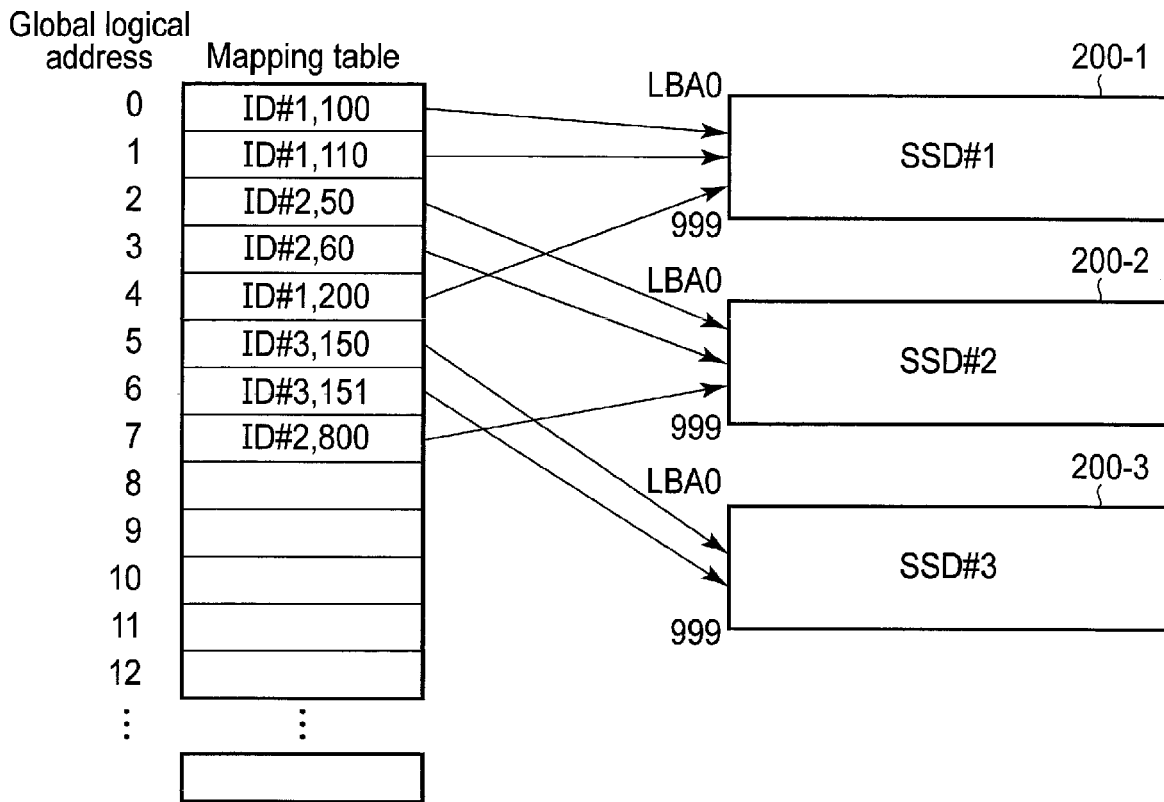 Global logical
address Mapping table
0 ID#1,100
1 ID#1,110
2 ID#2,50
3 ID#2,60
4 ID#1,200
5 ID#3,150
6 ID#3,151
7 ID#2,800
8
9
10
11
12
⋮ ⋮
200-1
LBA0
SSD#1
999
200-2
LBA0
SSD#2
999
200-3
LBA0
SSD#3
999